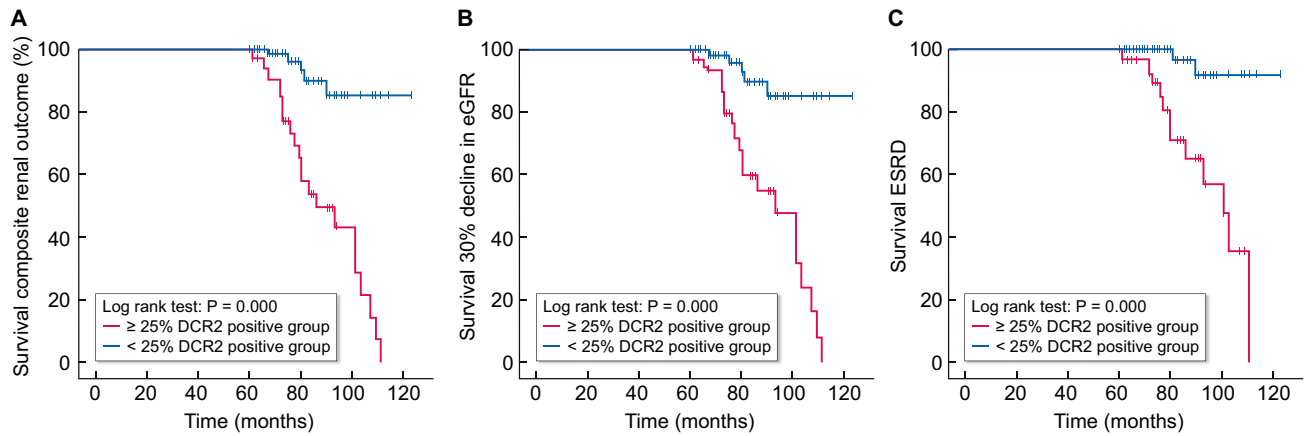 A
Survival composite renal outcome (%)
100
80
60
40
20
0
Log rank test: P = 0.000
≥ 25% DCR2 positive group
< 25% DCR2 positive group
0 20 40 60 80 100 120
Time (months)
B
Survival 30% decline in eGFR
100
80
60
40
20
0
Log rank test: P = 0.000
≥ 25% DCR2 positive group
< 25% DCR2 positive group
0 20 40 60 80 100 120
Time (months)
C
Survival ESRD
100
80
60
40
20
0
Log rank test: P = 0.000
≥ 25% DCR2 positive group
< 25% DCR2 positive group
0 20 40 60 80 100 120
Time (months)